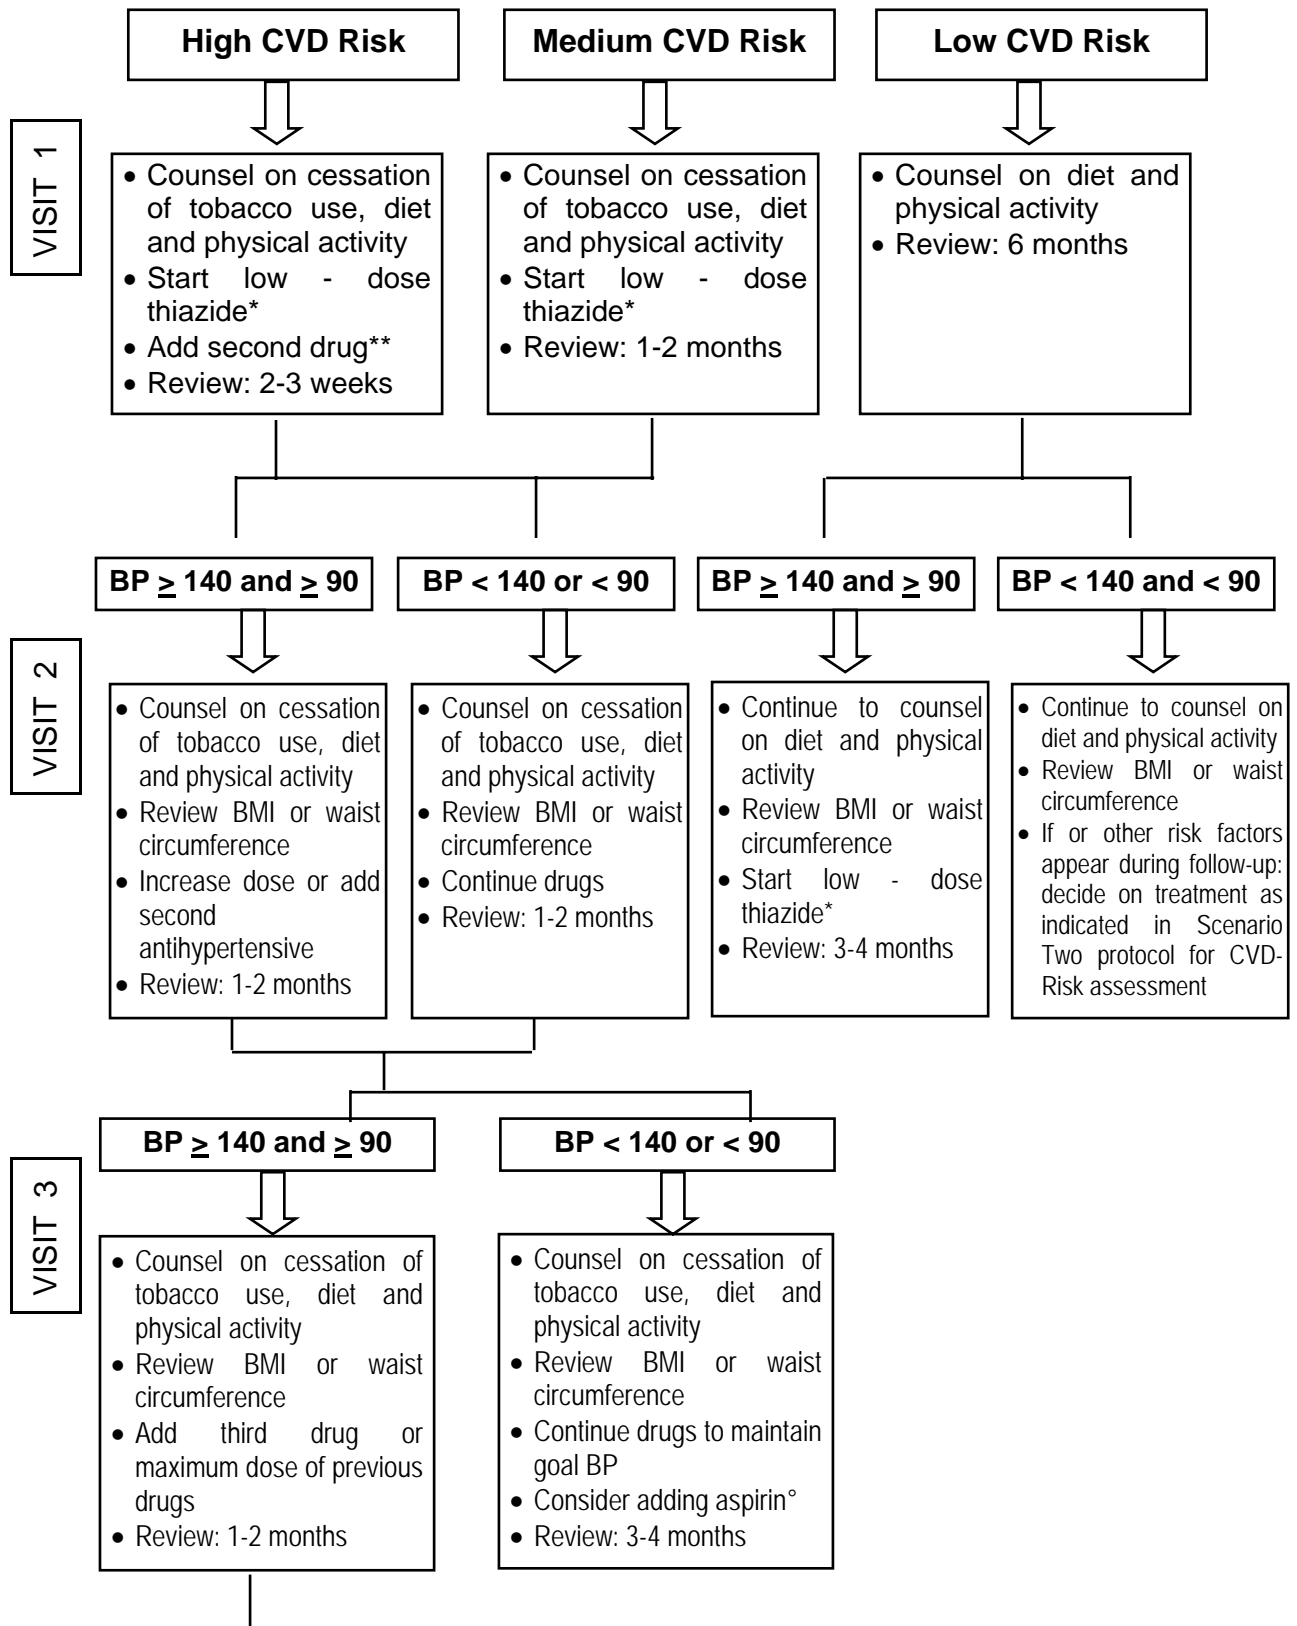 High CVD Risk
Medium CVD Risk
Low CVD Risk
VISIT 1
• Counsel on cessation
of tobacco use, diet
and physical activity
• Start low - dose
thiazide*
• Add second drug**
• Review: 2-3 weeks
• Counsel on cessation
of tobacco use, diet
and physical activity
• Start low - dose
thiazide*
• Review: 1-2 months
• Counsel on diet and
physical activity
• Review: 6 months
BP ≥ 140 and ≥ 90
BP < 140 or < 90
BP ≥ 140 and ≥ 90
BP < 140 and < 90
VISIT 2
• Counsel on cessation
of tobacco use, diet
and physical activity
• Review BMI or waist
circumference
• Increase dose or add
second
antihypertensive
• Review: 1-2 months
• Counsel on cessation
of tobacco use, diet
and physical activity
• Review BMI or waist
circumference
• Continue drugs
• Review: 1-2 months
• Continue to counsel
on diet and physical
activity
• Review BMI or waist
circumference
• Start low - dose
thiazide*
• Review: 3-4 months
• Continue to counsel on
diet and physical activity
• Review BMI or waist
circumference
• If or other risk factors
appear during follow-up:
decide on treatment as
indicated in Scenario
Two protocol for CVD-
Risk assessment
BP ≥ 140 and ≥ 90
BP < 140 or < 90
VISIT 3
• Counsel on cessation of
tobacco use, diet and
physical activity
• Review BMI or waist
circumference
• Add third drug or
maximum dose of previous
drugs
• Review: 1-2 months
• Counsel on cessation of
tobacco use, diet and
physical activity
• Review BMI or waist
circumference
• Continue drugs to maintain
goal BP
• Consider adding aspirin°
• Review: 3-4 months